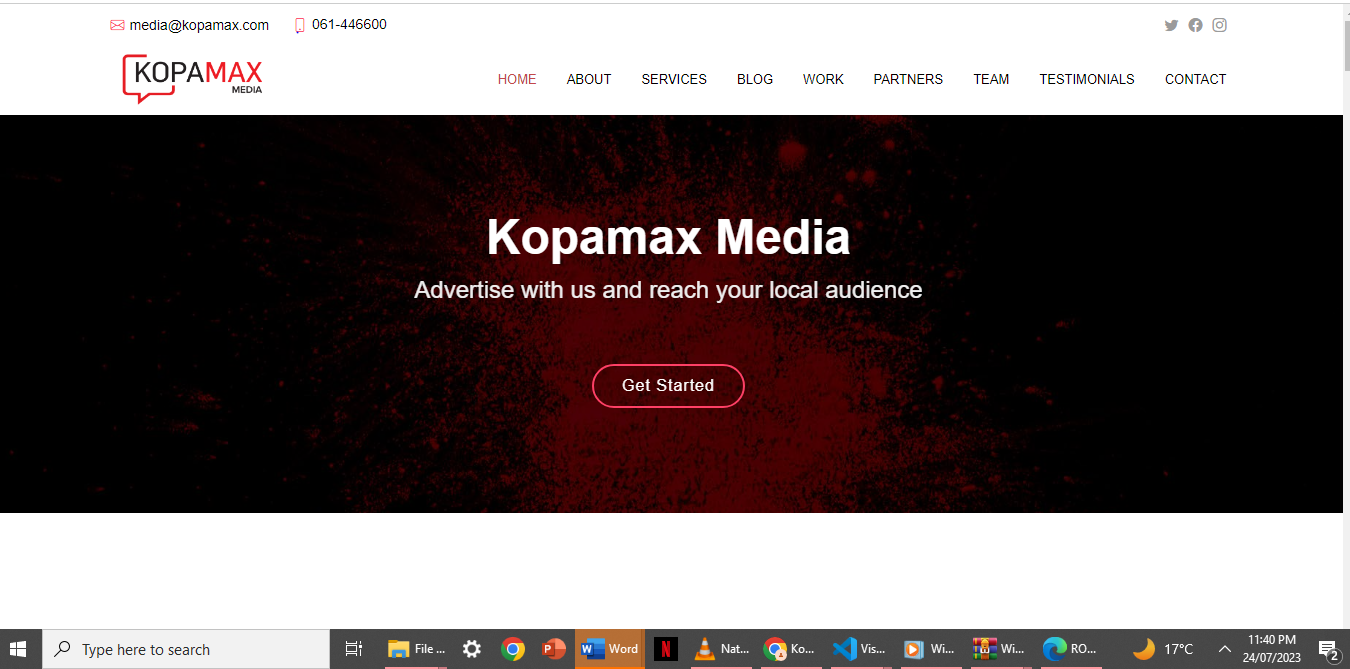 media@kopamax.com 061-446600
KOPAMAX
MEDIA
HOME ABOUT SERVICES BLOG WORK PARTNERS TEAM TESTIMONIALS CONTACT
Kopamax Media
Advertise with us and reach your local audience
Get Started
Type here to search File ... Word Nat... Ko... Vis... Wi... Wi... RO... 17°C
11:40 PM
24/07/2023
2